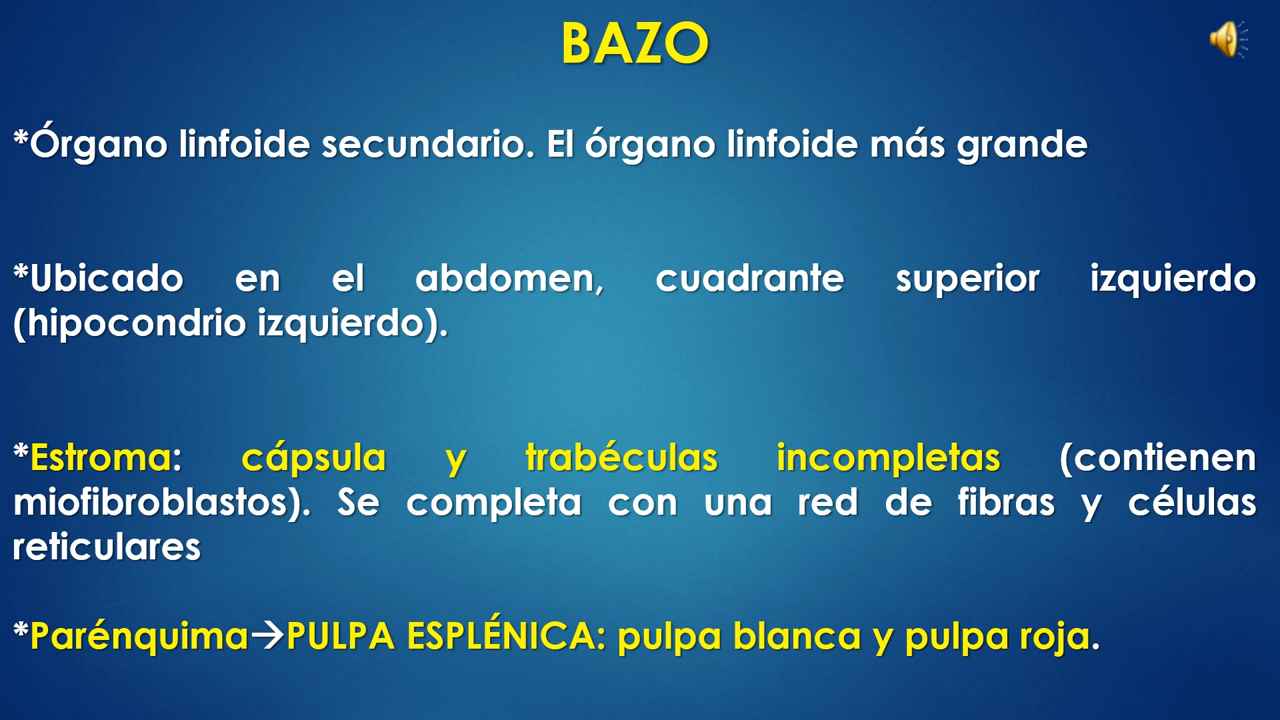 BAZO
*Órgano linfoide secundario. El órgano linfoide más grande
*Ubicado en el abdomen, cuadrante superior izquierdo
(hipocondrio izquierdo).
*Estroma: cápsula y trabéculas incompletas (contienen
miofibroblastos). Se completa con una red de fibras y células
reticulares
*Parénquima→PULPA ESPLÉNICA: pulpa blanca y pulpa roja.